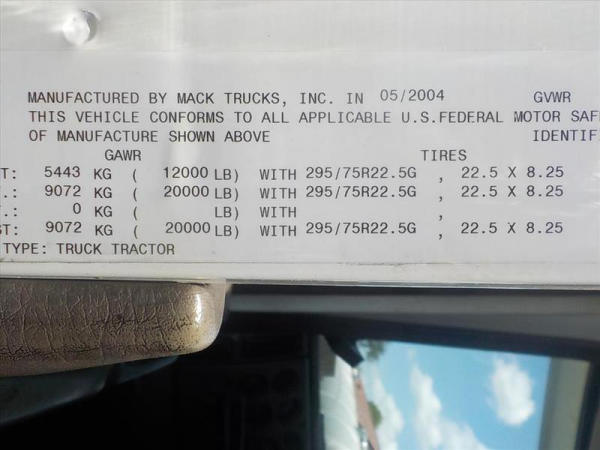 MANUFACTURED BY MACK TRUCKS, INC. IN 05/2004 GVWR
THIS VEHICLE CONFORMS TO ALL APPLICABLE U.S.FEDERAL MOTOR SAF
OF MANUFACTURE SHOWN ABOVE IDENTIF
GAWR TIRES
T: 5443 KG ( 12000 LB) WITH 295/75R22.5G , 22.5 X 8.25
.: 9072 KG ( 20000 LB) WITH 295/75R22.5G , 22.5 X 8.25
.: 0 KG ( LB) WITH ,
ST: 9072 KG ( 20000 LB) WITH 295/75R22.5G , 22.5 X 8.25
TYPE: TRUCK TRACTOR